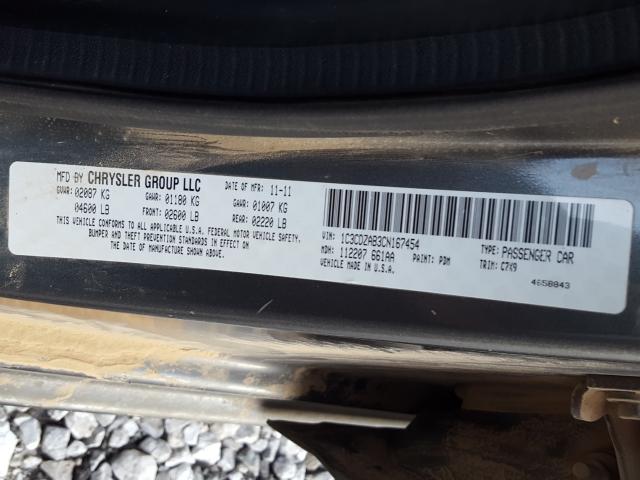 MFD BY CHRYSLER GROUP LLC DATE OF MFR 11-11
GVWR: 02087 KG GAWR: 01180 KG GAWR: 01007 KG
04600 LB FRONT: 02600 LB REAR: 02220 LB
THIS VEHICLE CONFORMS TO ALL APPLICABLE U.S.A. FEDERAL MOTOR VEHICLE SAFETY,
BUMPER, AND THEFT PREVENTION STANDARDS IN EFFECT ON
THE DATE OF MANUFACTURE SHOWN ABOVE.
VIN: 1C3CDZAB3CN167454 TYPE: PASSENGER CAR
MDH: 112207 661AA PAINT: PDM TRIM: C7X9
VEHICLE MADE IN U.S.A.
4658843